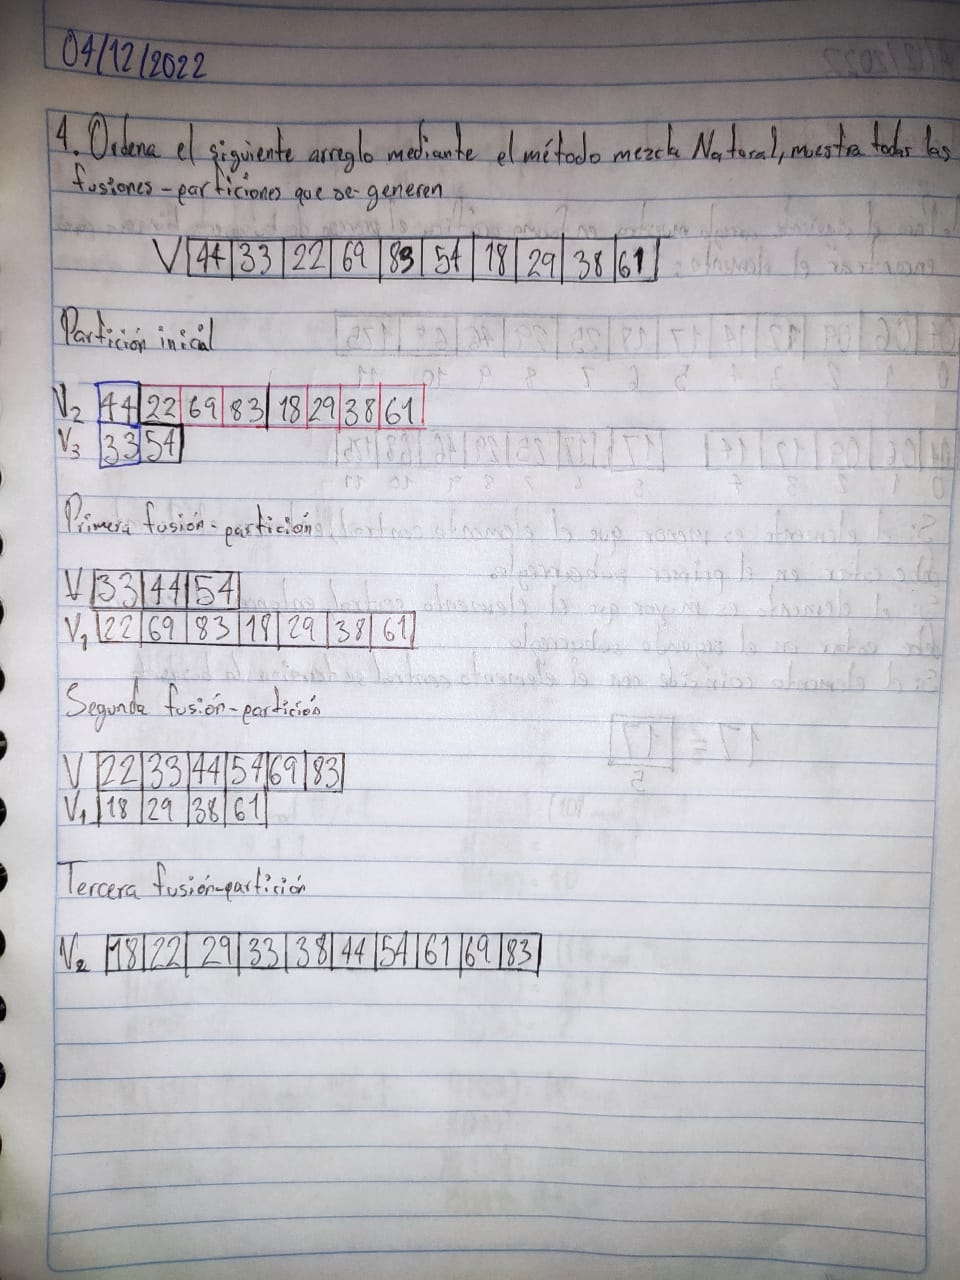 04/12/2022
4. Ordena el siguiente arreglo mediante el método mezcla Natural, muestra todas las
fusiones-particiones que se generen
V 44 33 22 69 83 54 18 29 38 61
Partición inicial
V2 44 22 69 83 18 29 38 61
V3 33 54
Primera fusión-partición
V 33 44 54
V1 22 69 83 18 29 38 61
Segunda fusión-partición
V 22 33 44 54 69 83
V1 18 29 38 61
Tercera fusión-partición
V2 18 22 29 33 38 44 54 61 69 83